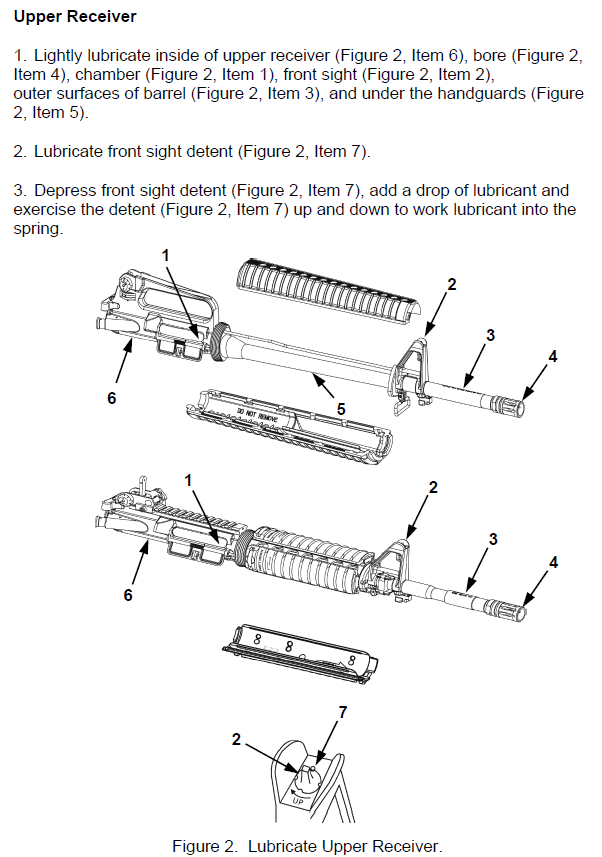 Upper Receiver
1. Lightly lubricate inside of upper receiver (Figure 2, Item 6), bore (Figure 2,
Item 4), chamber (Figure 2, Item 1), front sight (Figure 2, Item 2),
outer surfaces of barrel (Figure 2, Item 3), and under the handguards (Figure
2, Item 5).
2. Lubricate front sight detent (Figure 2, Item 7).
3. Depress front sight detent (Figure 2, Item 7), add a drop of lubricant and
exercise the detent (Figure 2, Item 7) up and down to work lubricant into the
spring.
1
2
3
4
6
5
DO NOT REMOVE
1
2
3
4
6
8
8
8
7
2
UP
Figure 2. Lubricate Upper Receiver.